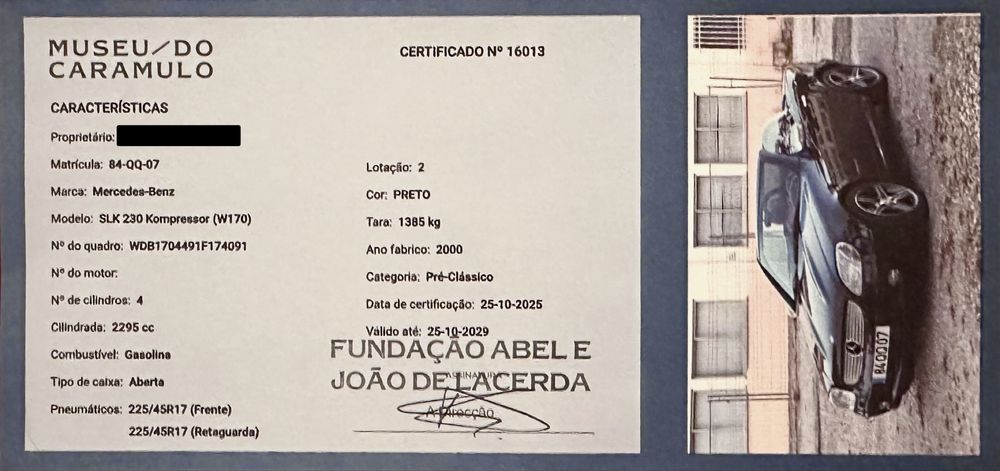 MUSEU/DO
CARAMULO
CERTIFICADO Nº 16013
CARACTERÍSTICAS
Proprietário:
Matrícula: 84-QQ-07
Marca: Mercedes-Benz
Modelo: SLK 230 Kompressor (W170)
Nº do quadro: WDB1704491F174091
Nº do motor:
Nº de cilindros: 4
Cilindrada: 2295 cc
Combustível: Gasolina
Tipo de caixa: Aberta
Pneumáticos: 225/45R17 (Frente)
225/45R17 (Retaguarda)
Lotação: 2
Cor: PRETO
Tara: 1385 kg
Ano fabrico: 2000
Categoria: Pré-Clássico
Data de certificação: 25-10-2025
Válido até: 25-10-2029
FUNDAÇÃO ABEL E
JOÃO DE LACERDA
ASSINATURA
A Direcção
84 QQ 07